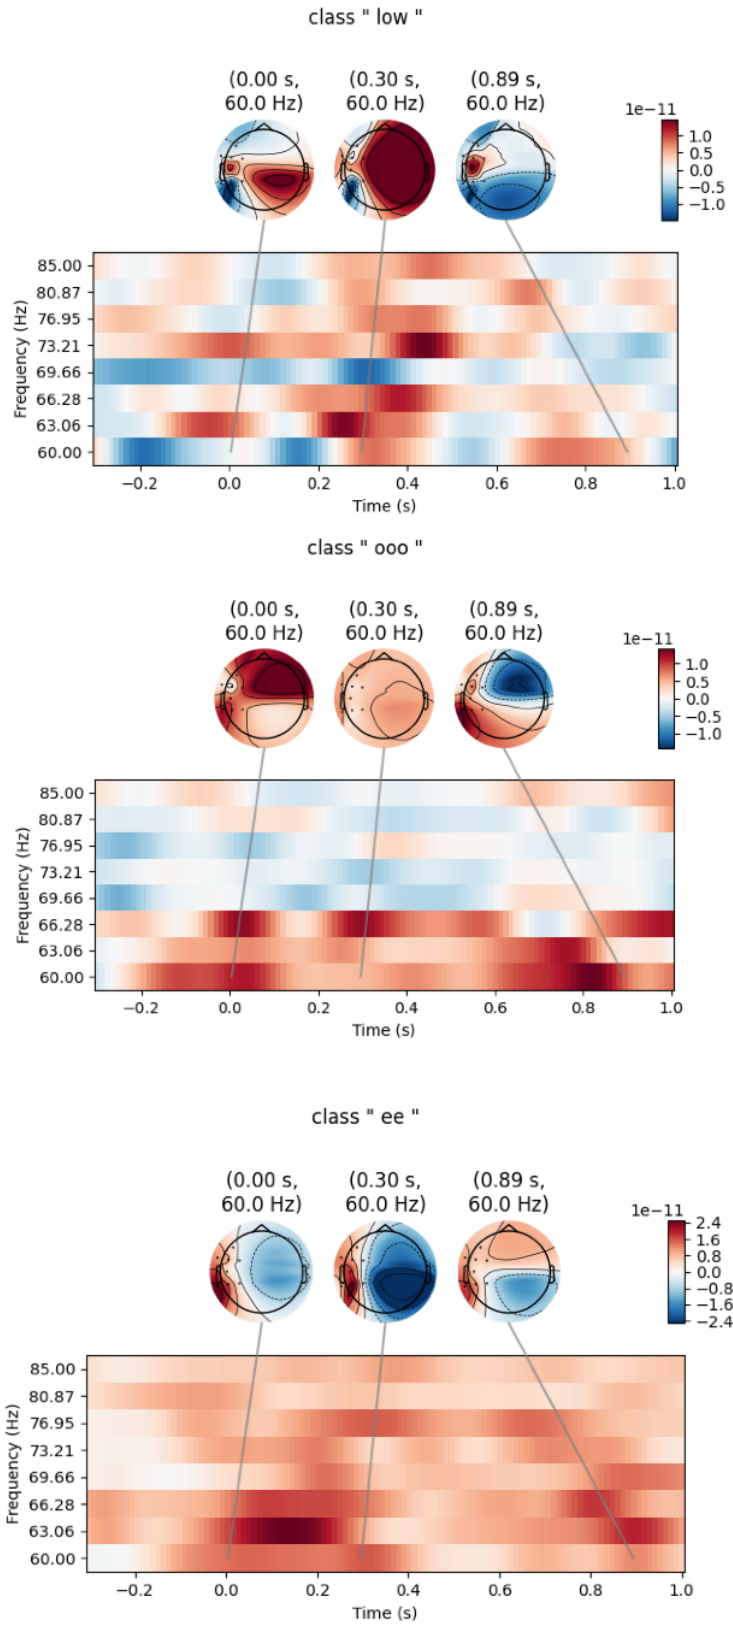 class " low "
(0.00 s, (0.30 s, (0.89 s,
60.0 Hz) 60.0 Hz) 60.0 Hz)
1e−11
1.0
0.5
0.0
−0.5
−1.0
Frequency (Hz)
85.00
80.87
76.95
73.21
69.66
66.28
63.06
60.00
−0.2 0.0 0.2 0.4 0.6 0.8 1.0
Time (s)
class " ooo "
(0.00 s, (0.30 s, (0.89 s,
60.0 Hz) 60.0 Hz) 60.0 Hz)
1e−11
1.0
0.5
0.0
−0.5
−1.0
Frequency (Hz)
85.00
80.87
76.95
73.21
69.66
66.28
63.06
60.00
−0.2 0.0 0.2 0.4 0.6 0.8 1.0
Time (s)
class " ee "
(0.00 s, (0.30 s, (0.89 s,
60.0 Hz) 60.0 Hz) 60.0 Hz)
1e−11
2.4
1.6
0.8
0.0
−0.8
−1.6
−2.4
Frequency (Hz)
85.00
80.87
76.95
73.21
69.66
66.28
63.06
60.00
−0.2 0.0 0.2 0.4 0.6 0.8 1.0
Time (s)